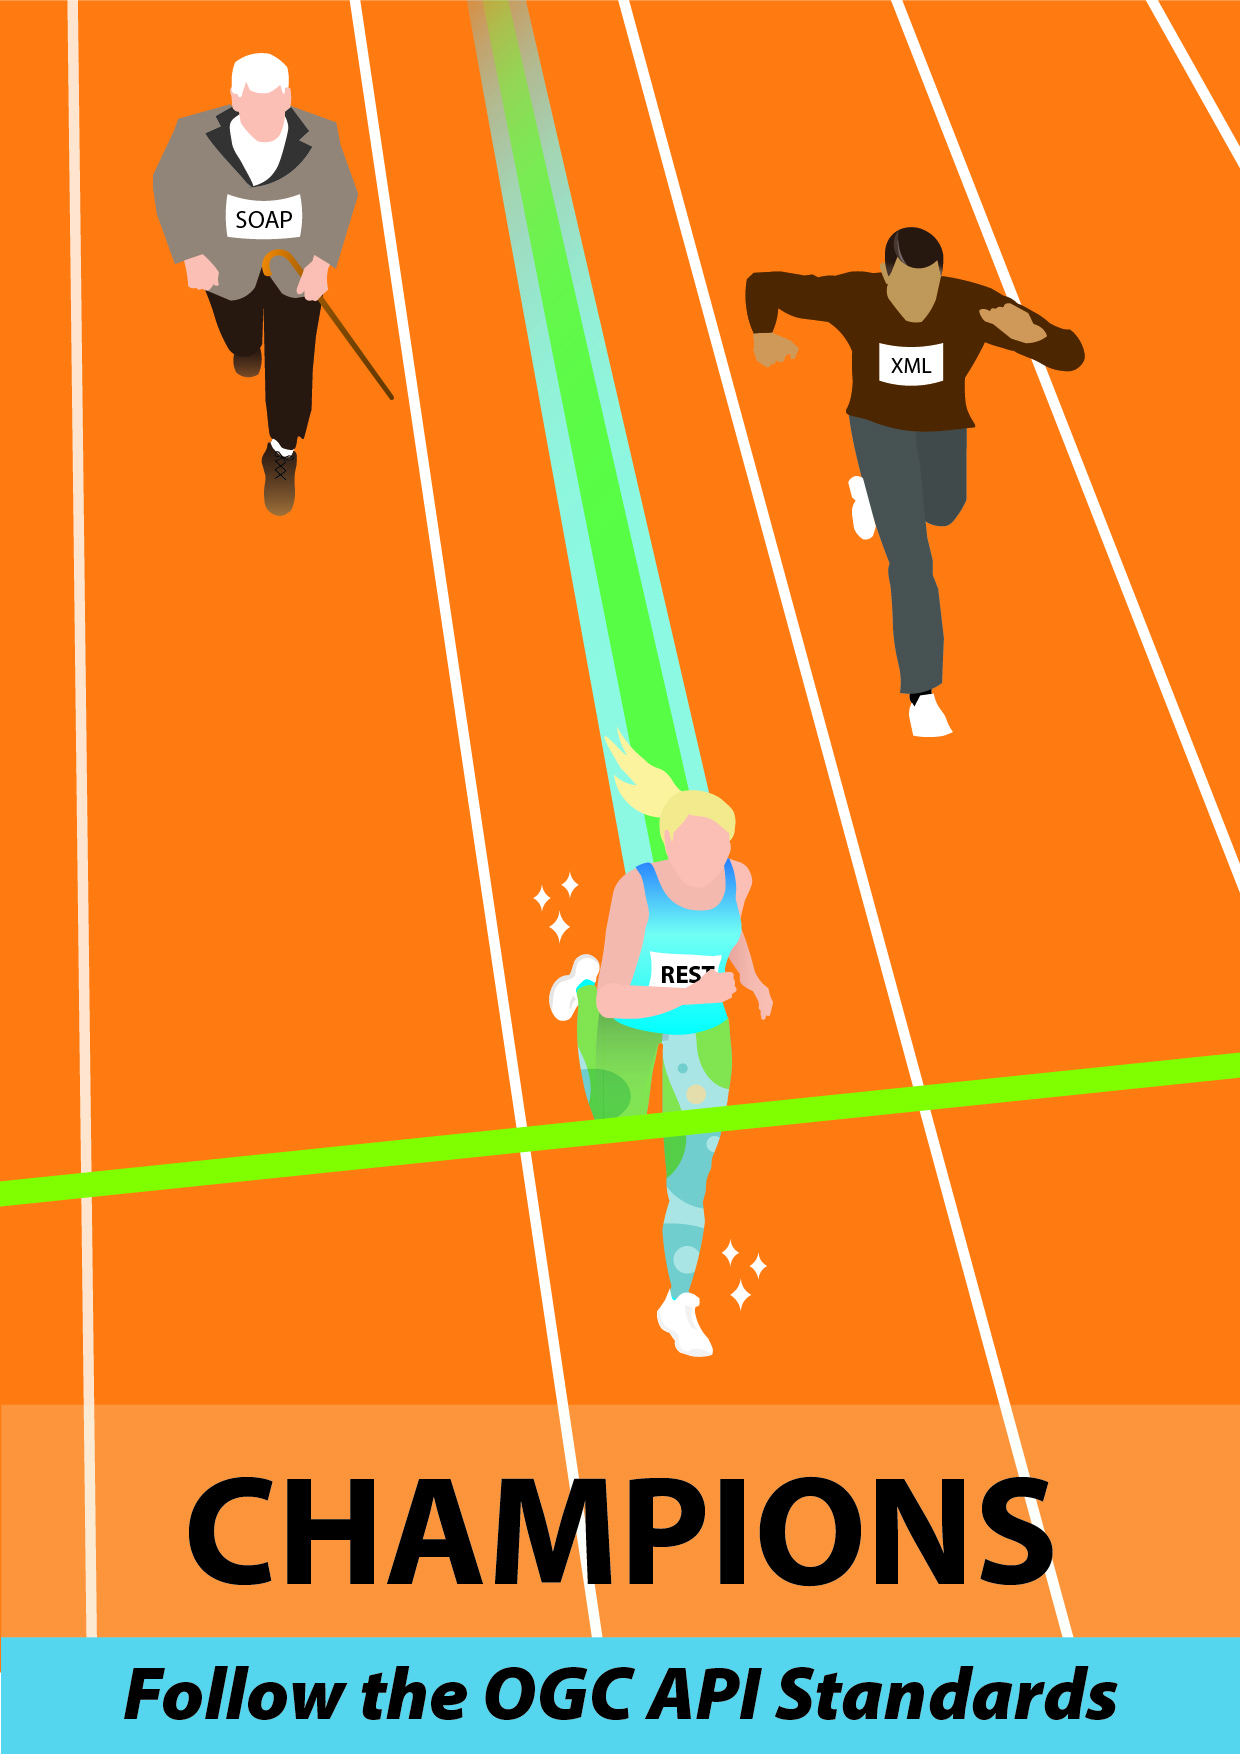 SOAP
XML
REST
CHAMPIONS
Follow the OGC API Standards